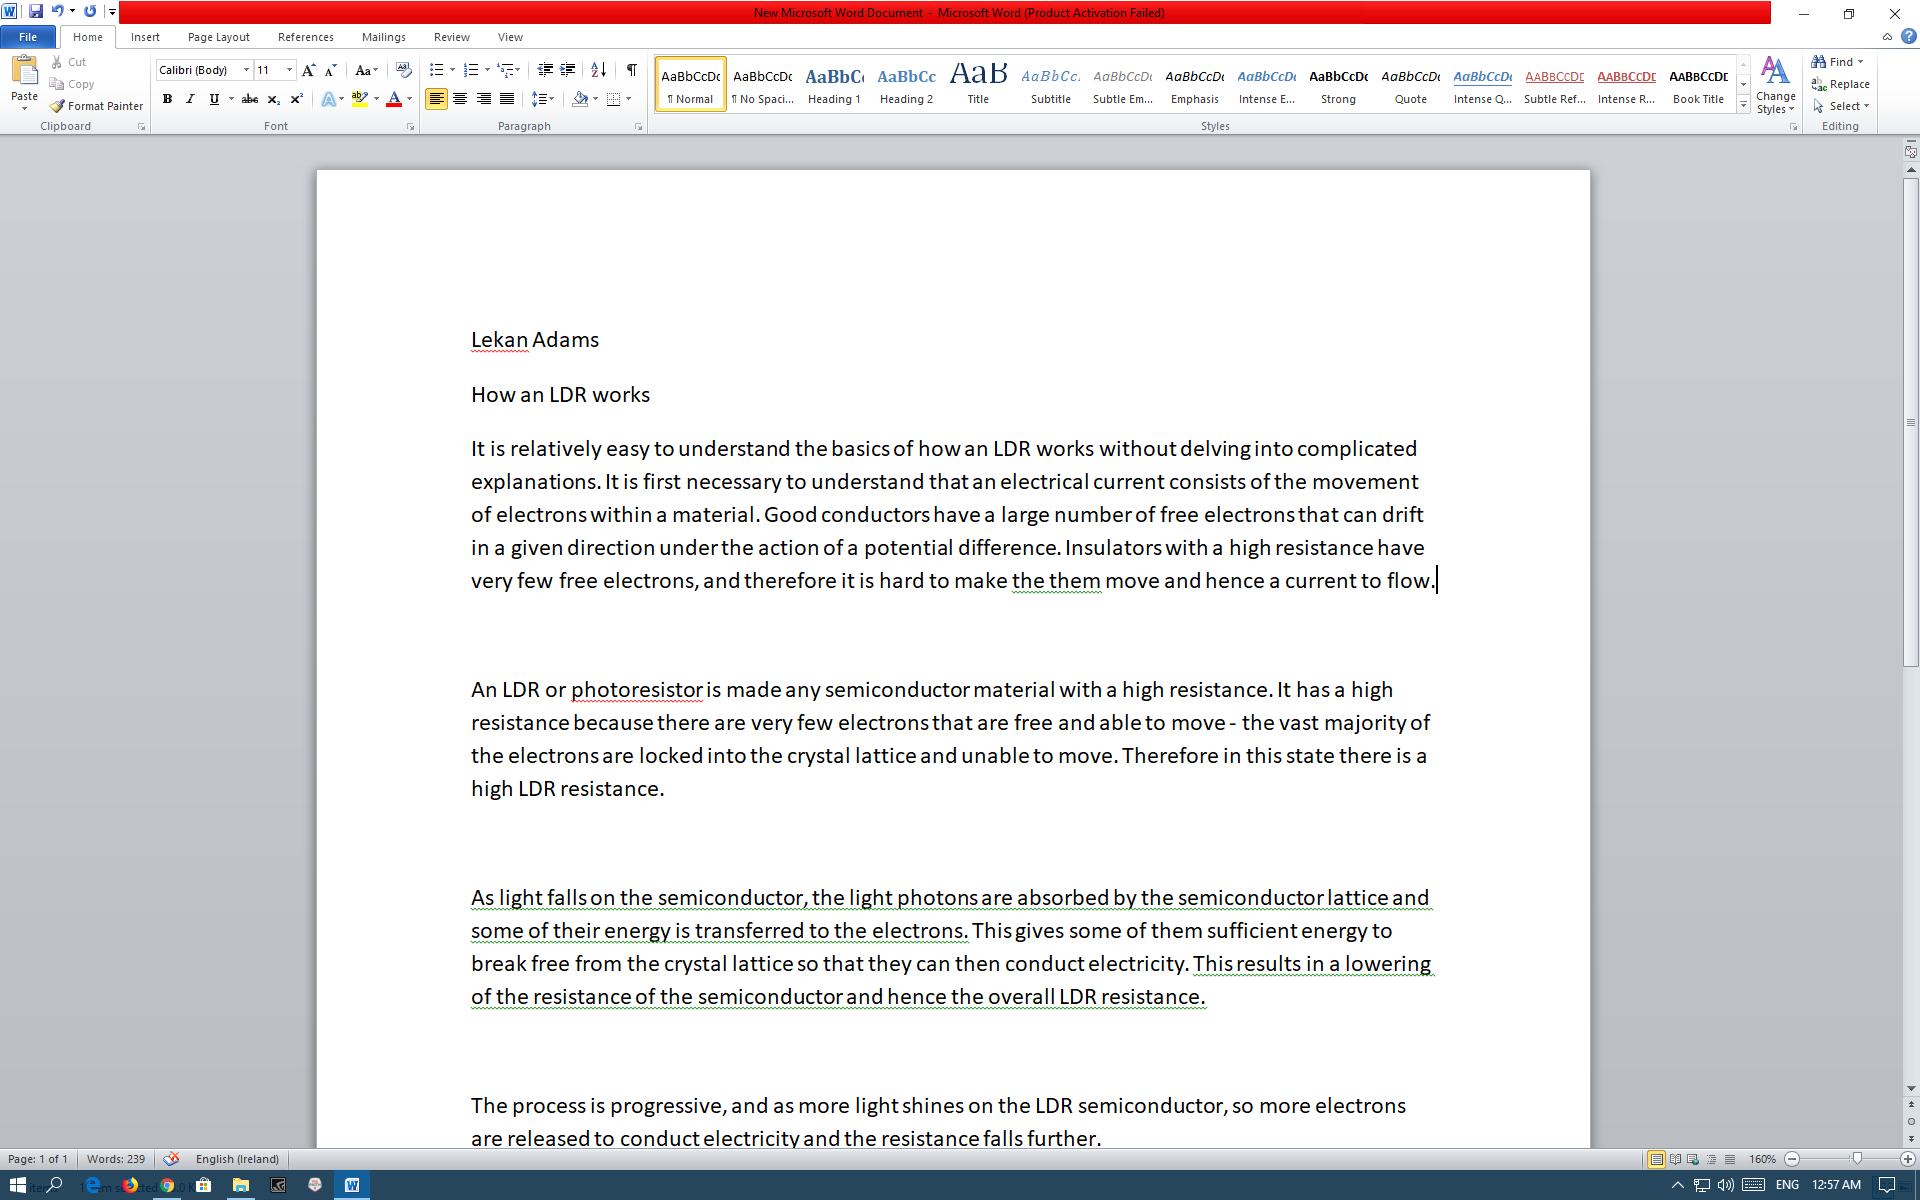 New Microsoft Word Document - Microsoft Word (Product Activation Failed)
File Home Insert Page Layout References Mailings Review View
Paste
Cut
Copy
Format Painter
Clipboard
Calibri (Body) 11
Font
Paragraph
AaBbCcDc AaBbCcDc AaBbC AaBbCc AaB AaBbCc. AaBbCcDc AaBbCcDc AaBbCcDc AaBbCcDc AaBbCcDc AaBbCcDc AABBCCDE AABBCCDE AABBCCDE
¶ Normal ¶ No Spaci... Heading 1 Heading 2 Title Subtitle Subtle Em... Emphasis Intense E... Strong Quote Intense Q... Subtle Ref... Intense R... Book Title
Change Styles
Styles
Find
Replace
Select
Editing
Lekan Adams
How an LDR works
It is relatively easy to understand the basics of how an LDR works without delving into complicated
explanations. It is first necessary to understand that an electrical current consists of the movement
of electrons within a material. Good conductors have a large number of free electrons that can drift
in a given direction under the action of a potential difference. Insulators with a high resistance have
very few free electrons, and therefore it is hard to make the them move and hence a current to flow.
An LDR or photoresistor is made any semiconductor material with a high resistance. It has a high
resistance because there are very few electrons that are free and able to move - the vast majority of
the electrons are locked into the crystal lattice and unable to move. Therefore in this state there is a
high LDR resistance.
As light falls on the semiconductor, the light photons are absorbed by the semiconductor lattice and
some of their energy is transferred to the electrons. This gives some of them sufficient energy to
break free from the crystal lattice so that they can then conduct electricity. This results in a lowering
of the resistance of the semiconductor and hence the overall LDR resistance.
The process is progressive, and as more light shines on the LDR semiconductor, so more electrons
are released to conduct electricity and the resistance falls further.
Page: 1 of 1 Words: 239 English (Ireland) 160%
ENG 12:57 AM